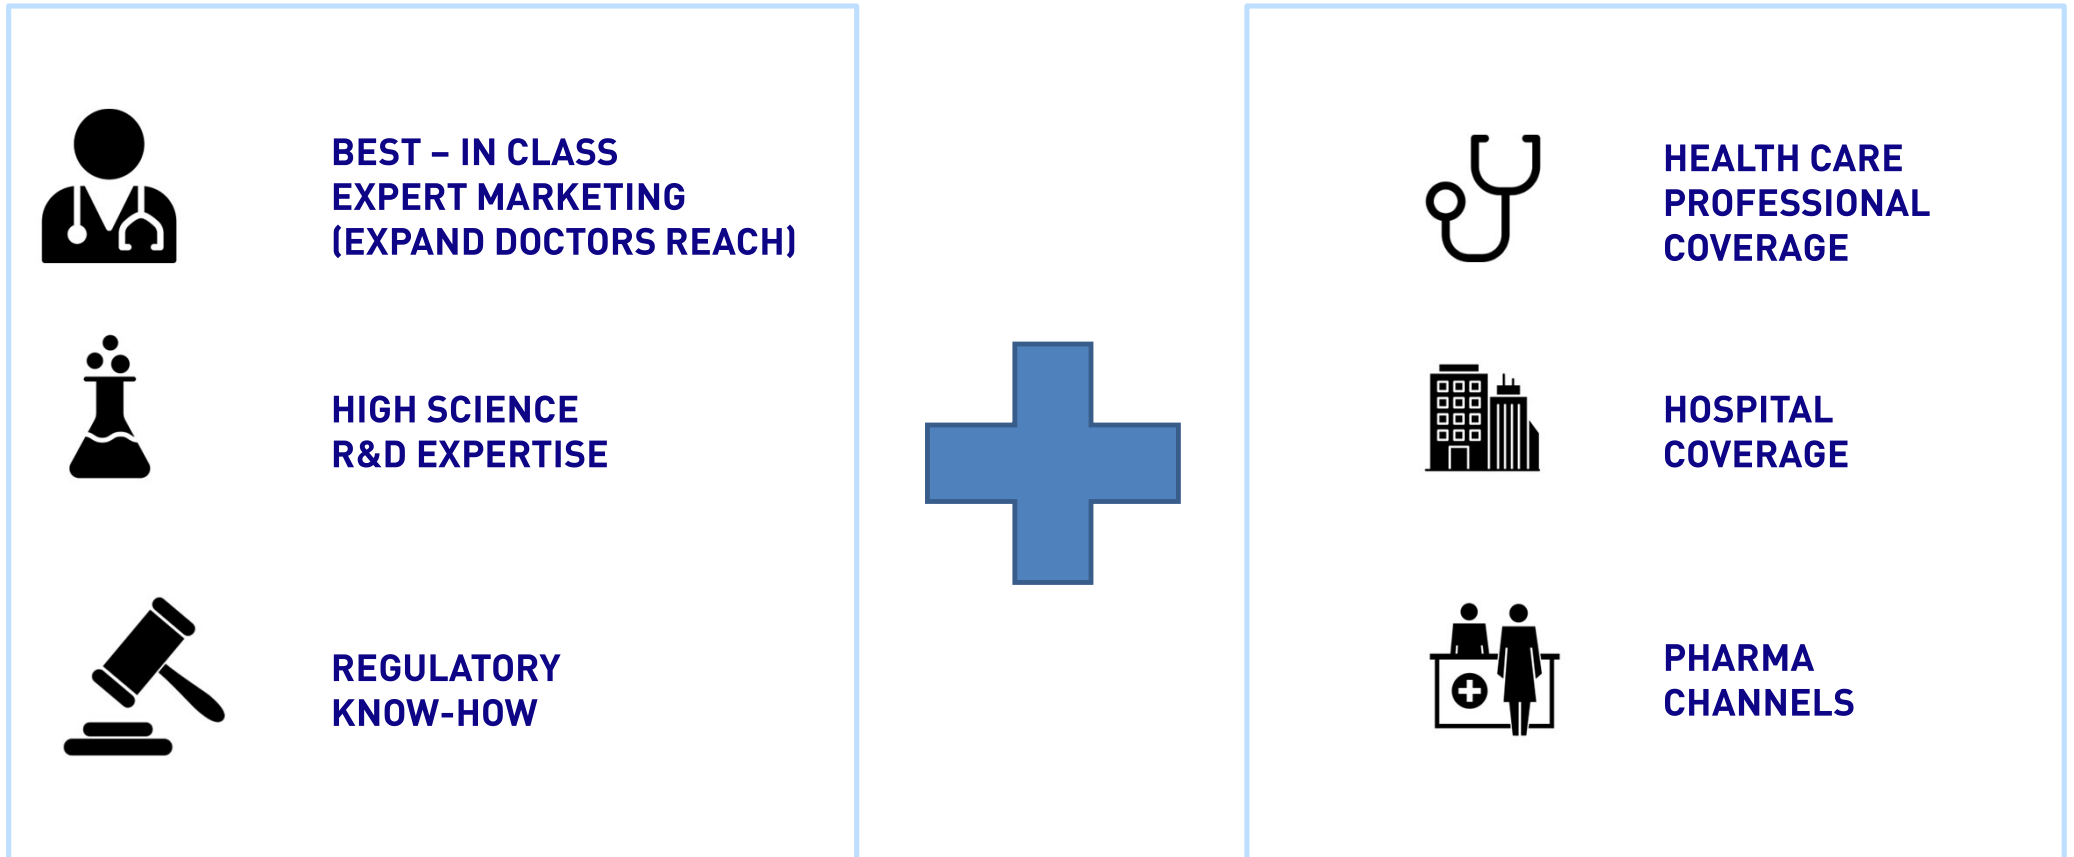 BEST – IN CLASS
EXPERT MARKETING
(EXPAND DOCTORS REACH)
HIGH SCIENCE
R&D EXPERTISE
REGULATORY
KNOW-HOW
HEALTH CARE
PROFESSIONAL
COVERAGE
HOSPITAL
COVERAGE
PHARMA
CHANNELS